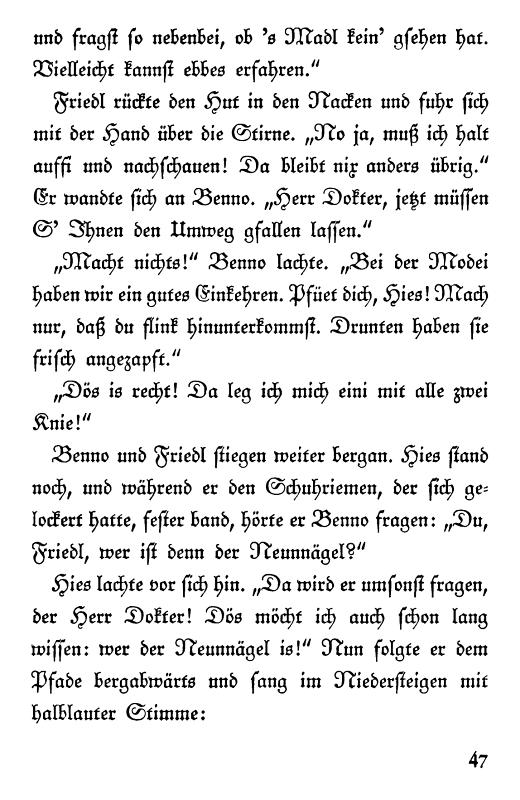 und fragst so nebenbei, ob 's Madl kein' gsehen hat.
Vielleicht kannst ebbes erfahren.“
Friedl rückte den Hut in den Nacken und fuhr sich
mit der Hand über die Stirne. „No ja, muß ich halt
auffi und nachschauen! Da bleibt nix anders übrig.“
Er wandte sich an Benno. „Herr Dokter, jetzt müssen
S' Ihnen den Umweg gfallen lassen.“
„Macht nichts!“ Benno lachte. „Bei der Modei
haben wir ein gutes Einkehren. Pfüet dich, Hies! Mach
nur, daß du flink hinunterkommst. Drunten haben sie
frisch angezapft.“
„Dös is recht! Da leg ich mich eini mit alle zwei
Knie!“
Benno und Friedl stiegen weiter bergan. Hies stand
noch, und während er den Schuhriemen, der sich ge-
lockert hatte, fester band, hörte er Benno fragen: „Du,
Friedl, wer ist denn der Neunnägel?“
Hies lachte vor sich hin. „Da wird er umsonst fragen,
der Herr Dokter! Dös möcht ich auch schon lang
wissen: wer der Neunnägel is!“ Nun folgte er dem
Pfade bergabwärts und sang im Niedersteigen mit
halblauter Stimme:
47